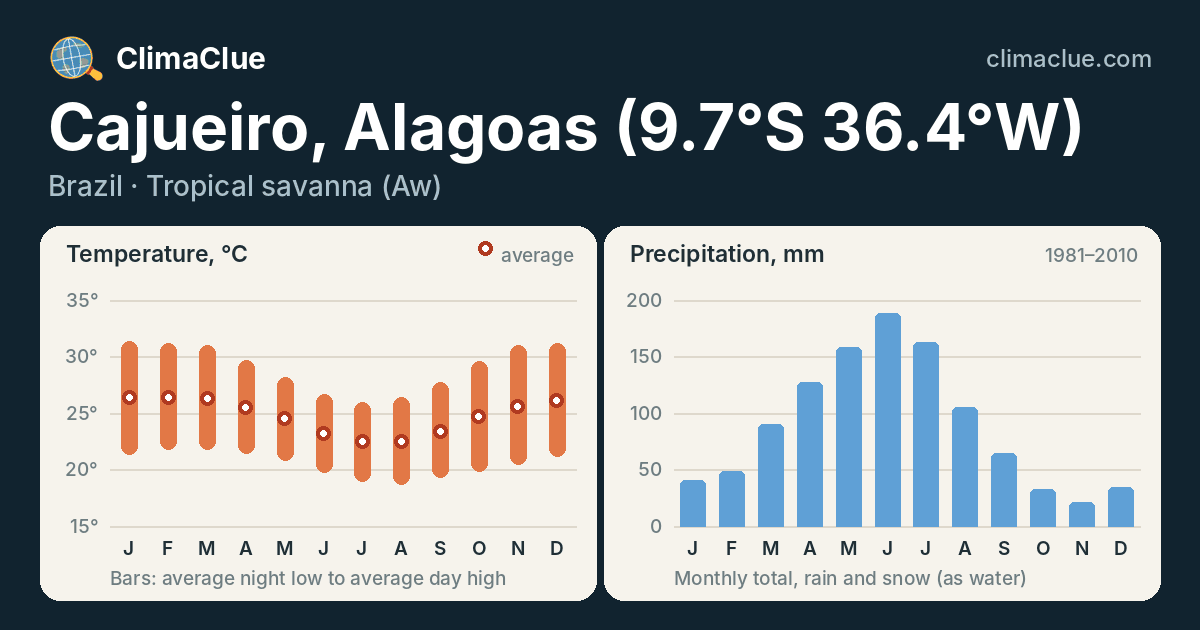 ClimaClue
climaclue.com
Cajueiro, Alagoas (9.7°S 36.4°W)
Brazil · Tropical savanna (Aw)
Temperature, °C
average
35°
30°
25°
20°
15°
J F M A M J J A S O N D
Bars: average night low to average day high
Precipitation, mm
1981–2010
200
150
100
50
0
J F M A M J J A S O N D
Monthly total, rain and snow (as water)